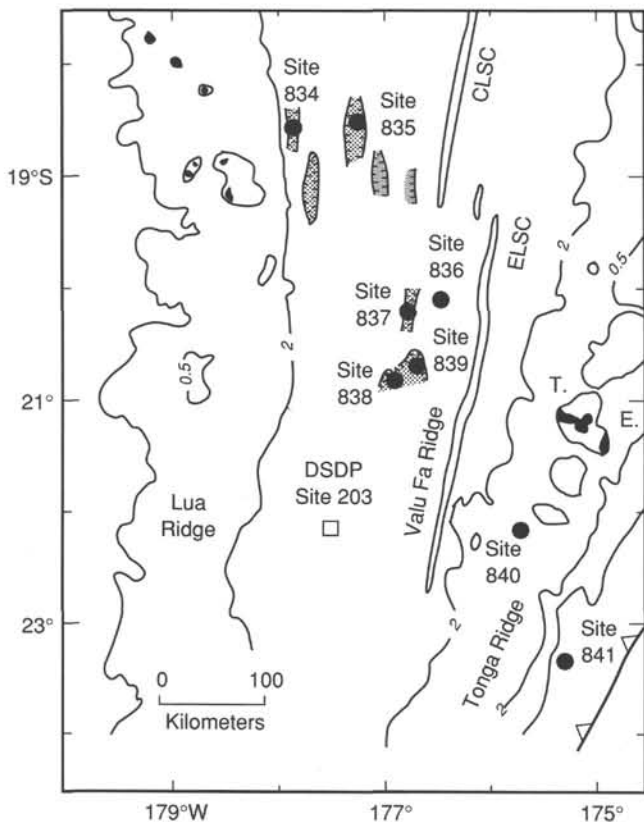 Site
834
Site
835
CLSC
19°S
Site
836
ELSC
2
0.5
Site
837
2
Site
839
0.5
Site
838
T.
E.
21°
DSDP
Site 203
Valu Fa Ridge
Lua
Ridge
Site
840
23°
2
Tonga Ridge
2
Site
841
0 100
Kilometers
179°W 177° 175°